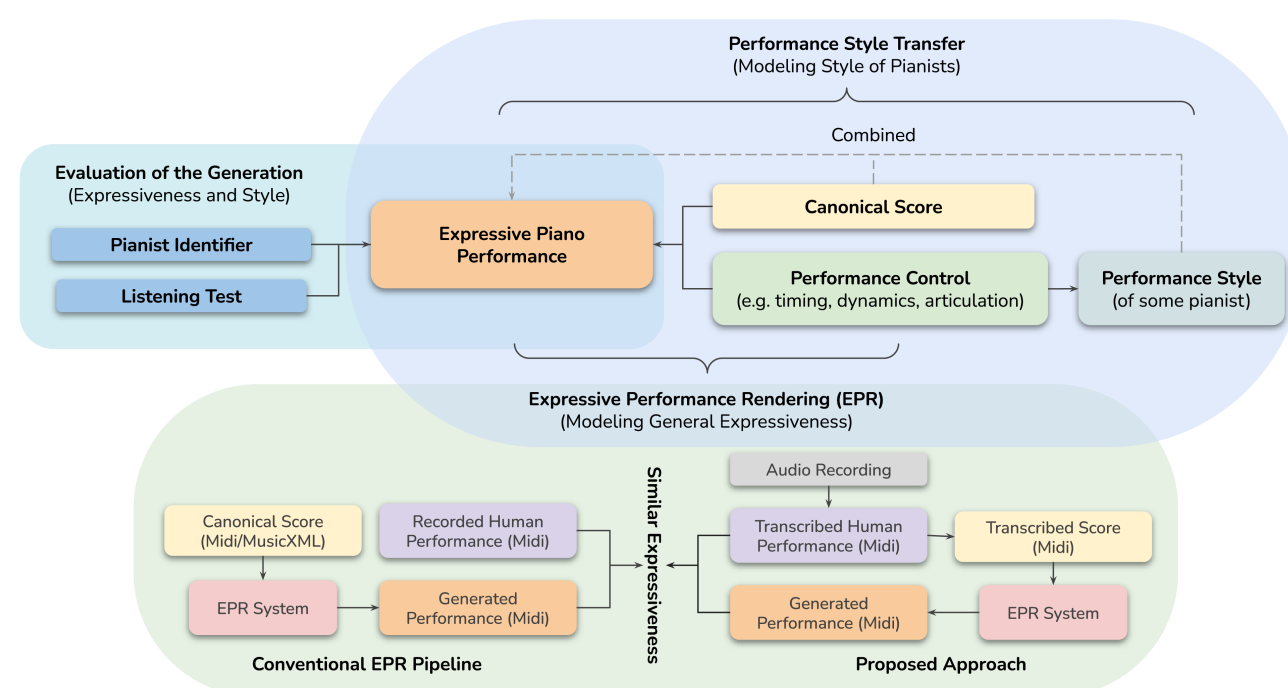 Performance Style Transfer
(Modeling Style of Pianists)
Combined
Evaluation of the Generation
(Expressiveness and Style)
Pianist Identifier
Listening Test
Expressive Piano
Performance
Canonical Score
Performance Control
(e.g. timing, dynamics, articulation)
Performance Style
(of some pianist)
Expressive Performance Rendering (EPR)
(Modeling General Expressiveness)
Canonical Score
(Midi/MusicXML)
Recorded Human
Performance (Midi)
EPR System
Generated
Performance (Midi)
Conventional EPR Pipeline
Similar Expressiveness
Audio Recording
Transcribed Human
Performance (Midi)
Transcribed Score
(Midi)
Generated
Performance (Midi)
EPR System
Proposed Approach